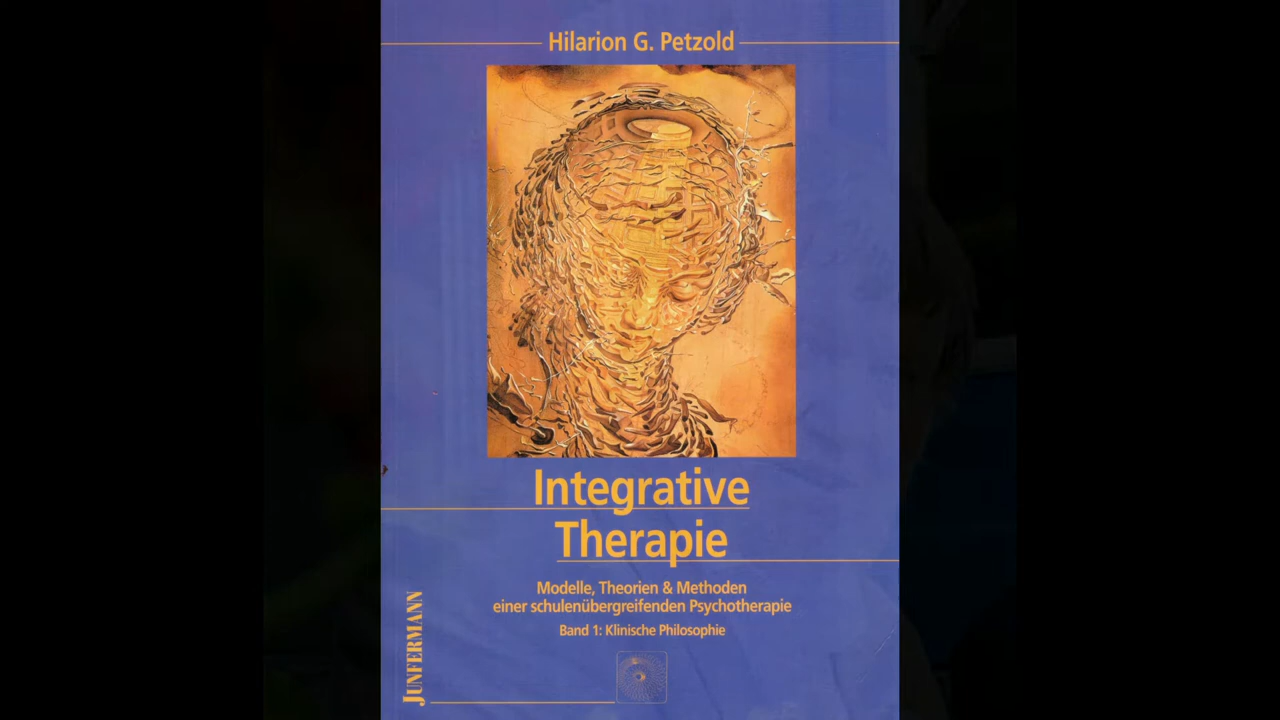 Hilarion G. Petzold
Integrative
Therapie
Modelle, Theorien & Methoden
einer schulenübergreifenden Psychotherapie
Band 1: Klinische Philosophie
JUNFERMANN